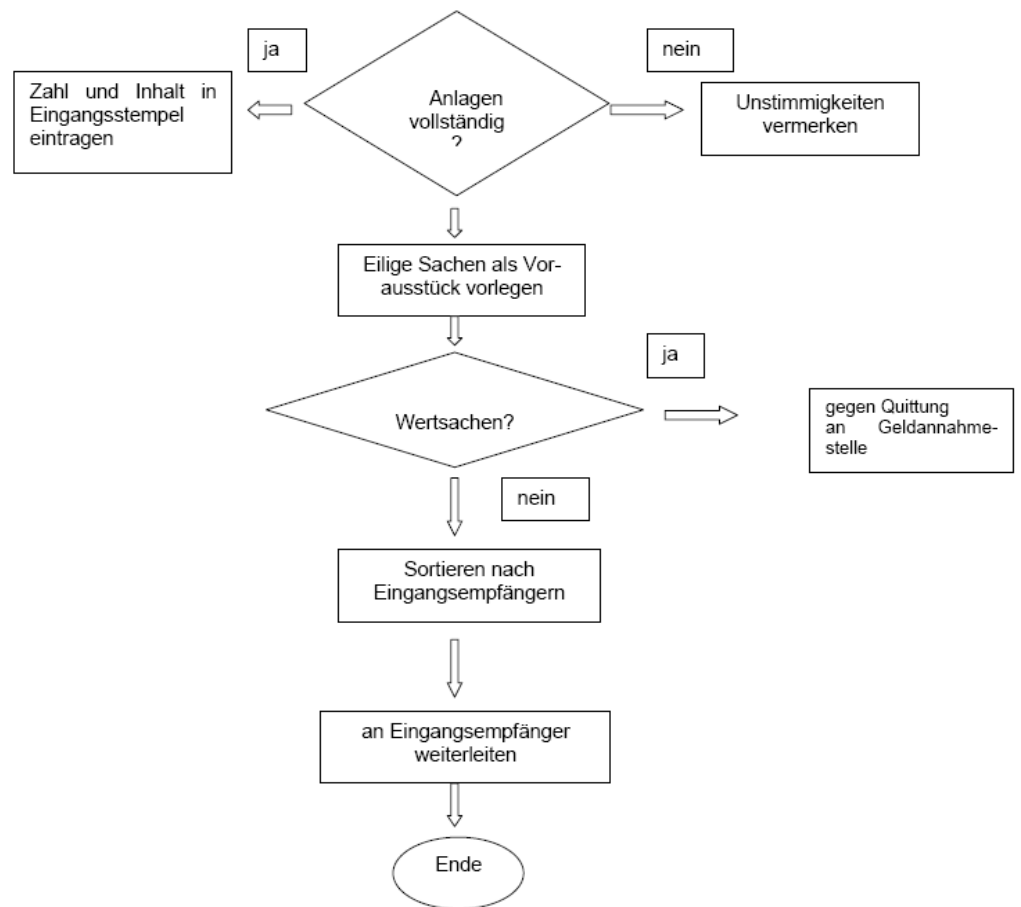 ja
nein
Zahl und Inhalt in
Eingangsstempel
eintragen
Anlagen
vollständig
?
Unstimmigkeiten
vermerken
Eilige Sachen als Vor-
ausstück vorlegen
ja
Wertsachen?
gegen Quittung
an Geldannahme-
stelle
nein
Sortieren nach
Eingangsempfängern
an Eingangsempfänger
weiterleiten
Ende